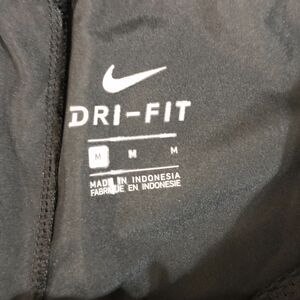 DRI-FIT
M M M
MADE IN INDONESIA
FABRIQUÉ EN INDONESIE